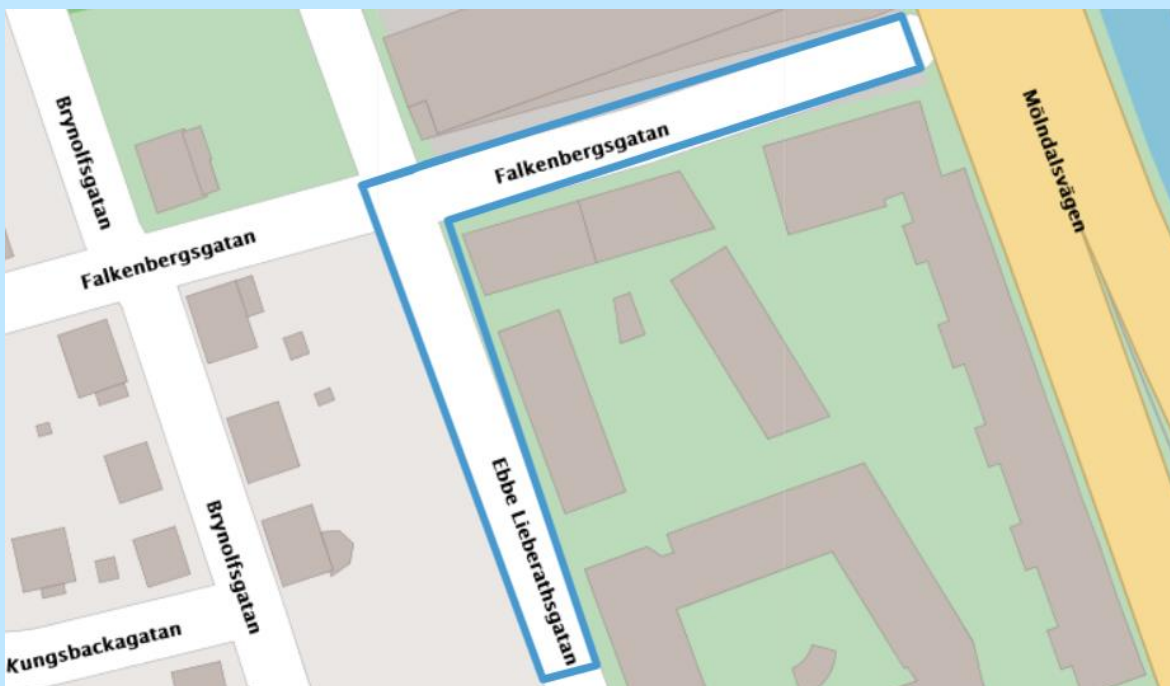 Brynolfsgatan
Mölndalsvägen
Falkenbergsgatan
Falkenbergsgatan
Ebbe Lieberathsgatan
Brynolfsgatan
Kungsbackagatan